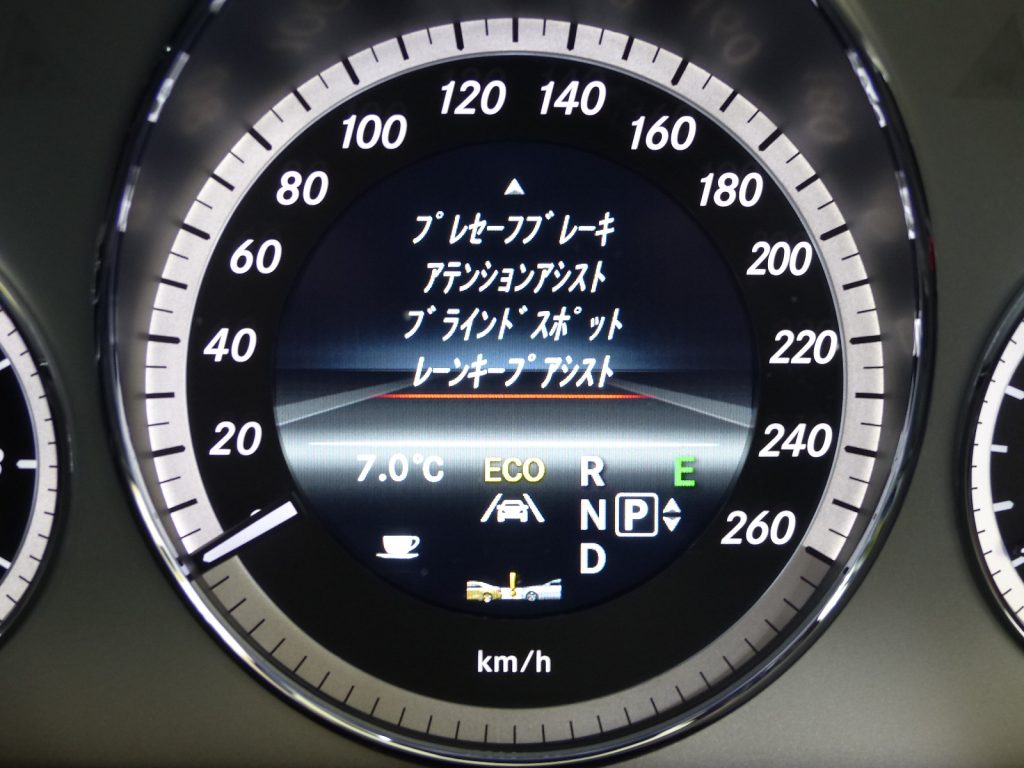 120 140
100 160
80 180
60 200
40 220
20 240
260
プレセーフブレーキ
アテンションアシスト
ブラインドスポット
レーンキープアシスト
7.0℃ ECO R E
N P
D
km/h